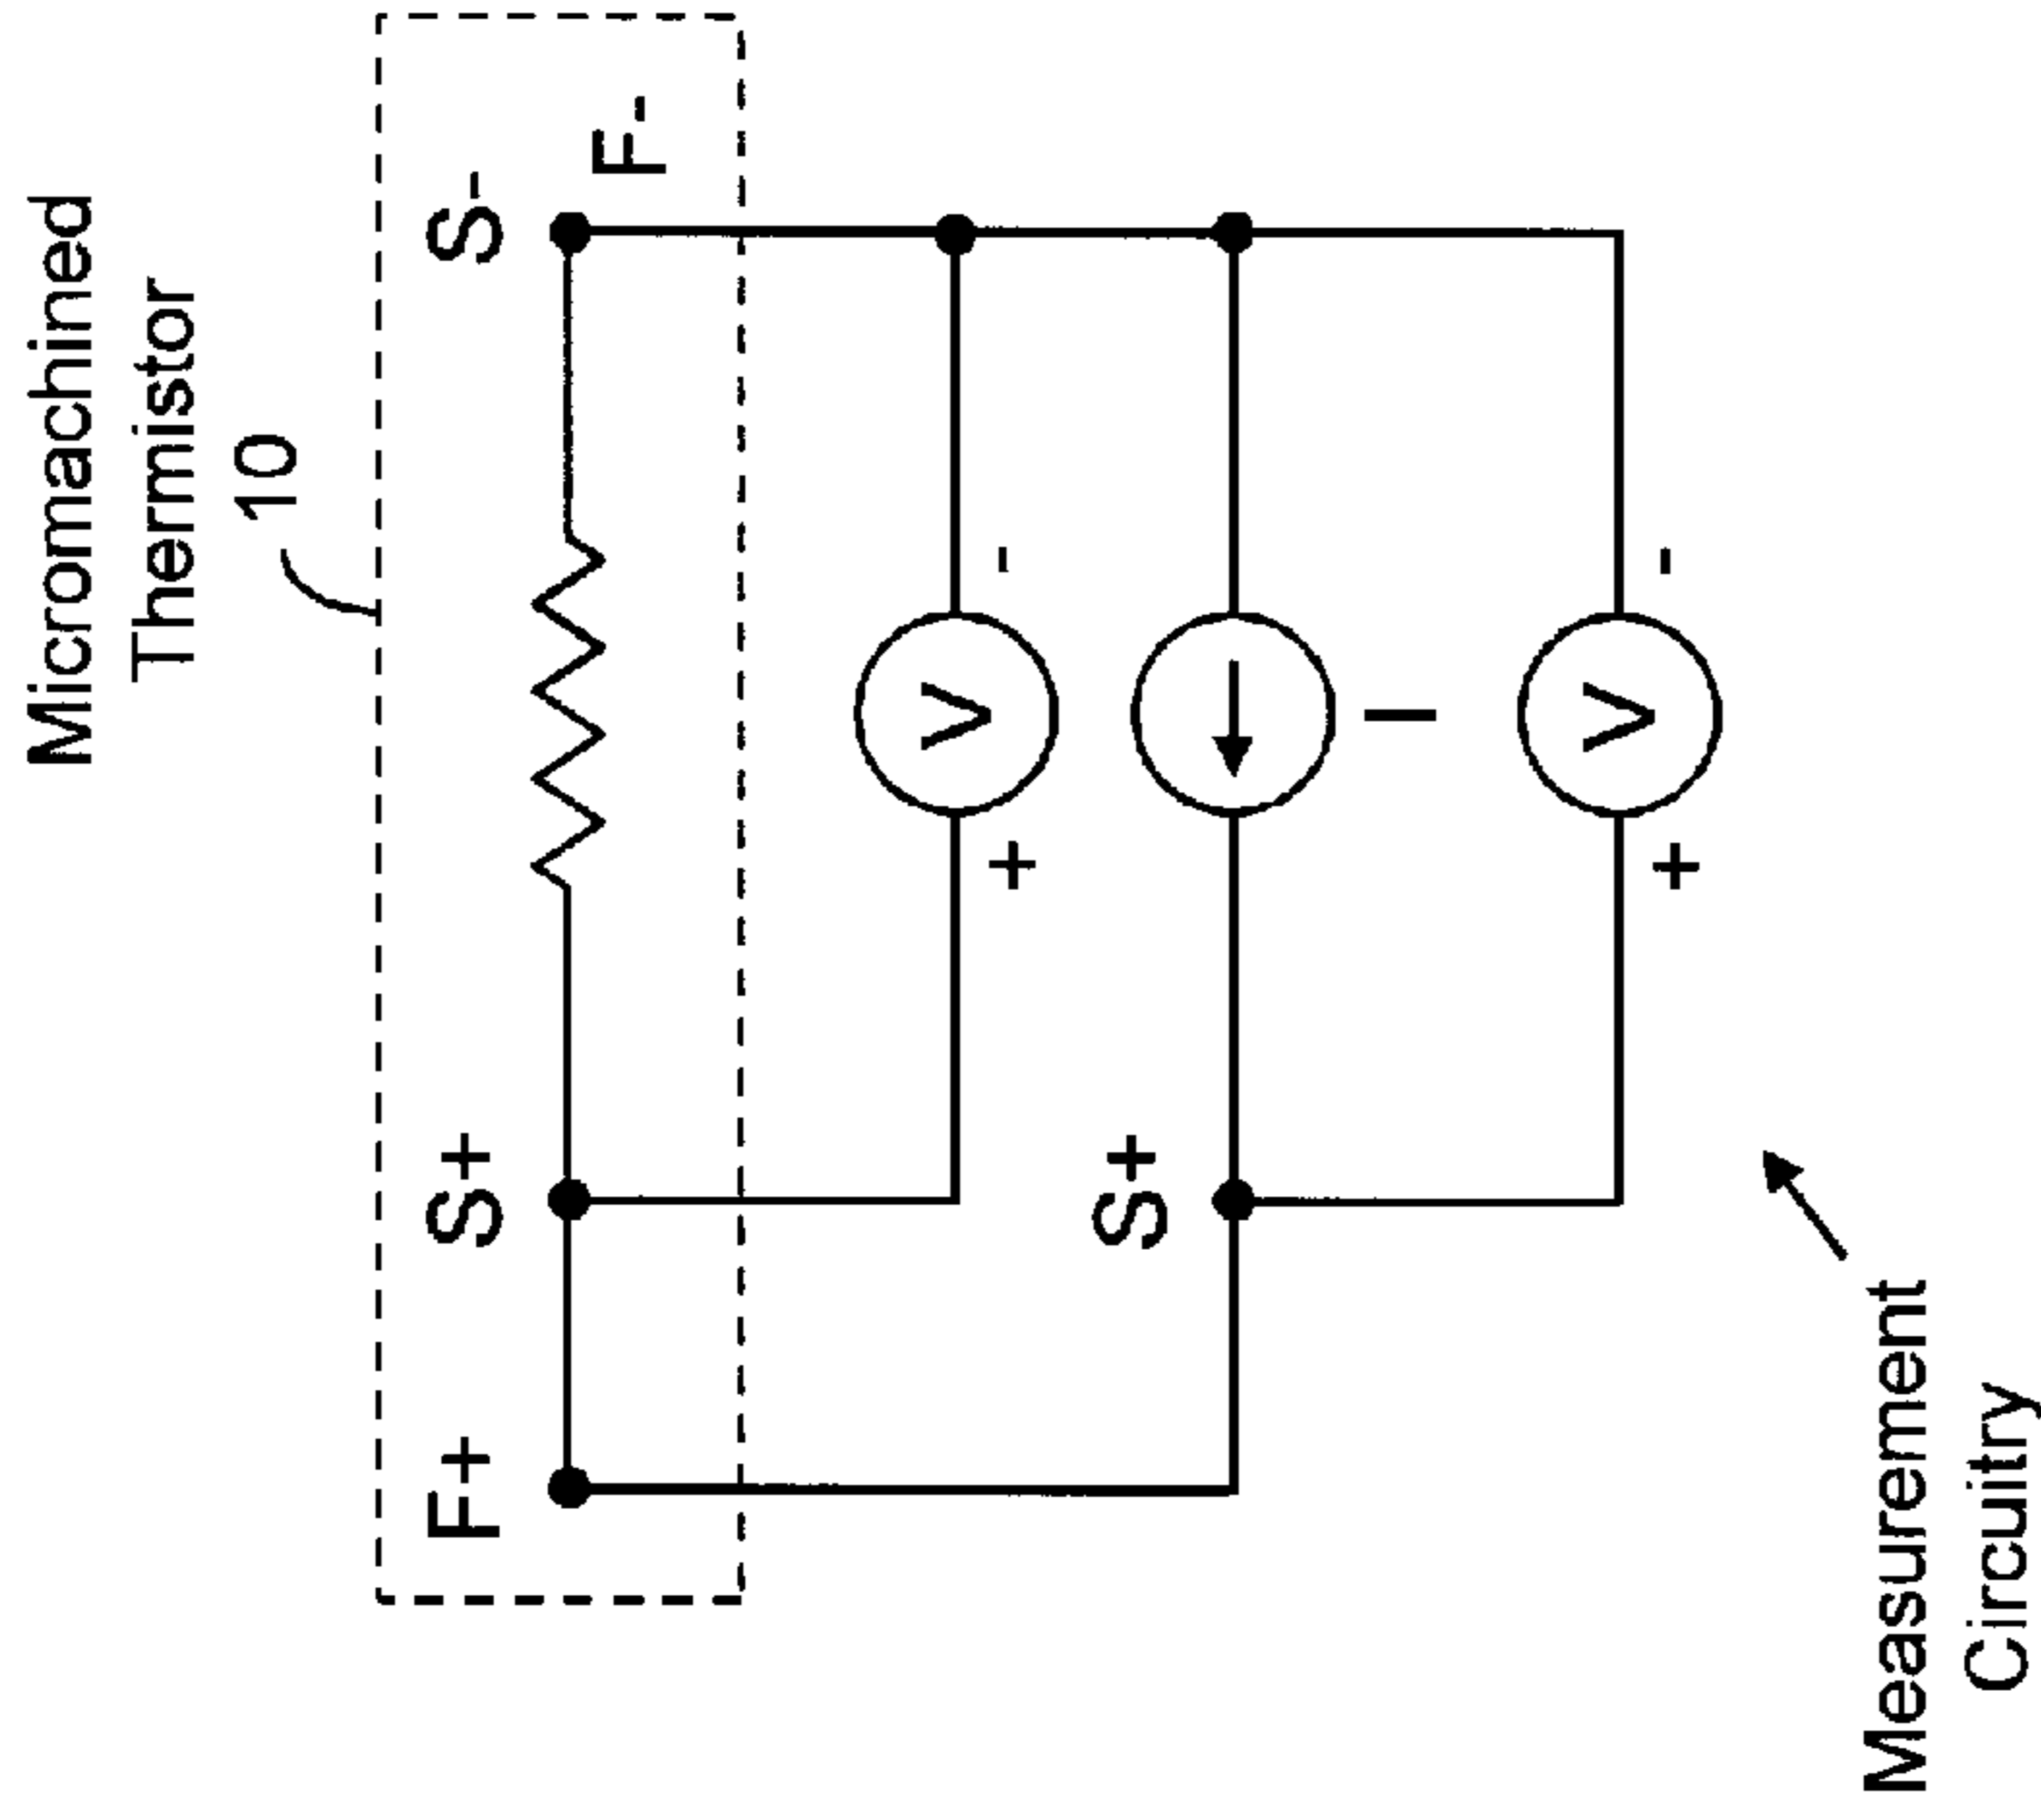 Micromachined
Thermistor
10
F+
S+
S-
F-
+
V
-
S+
I
+
V
-
Measurement
Circuitry